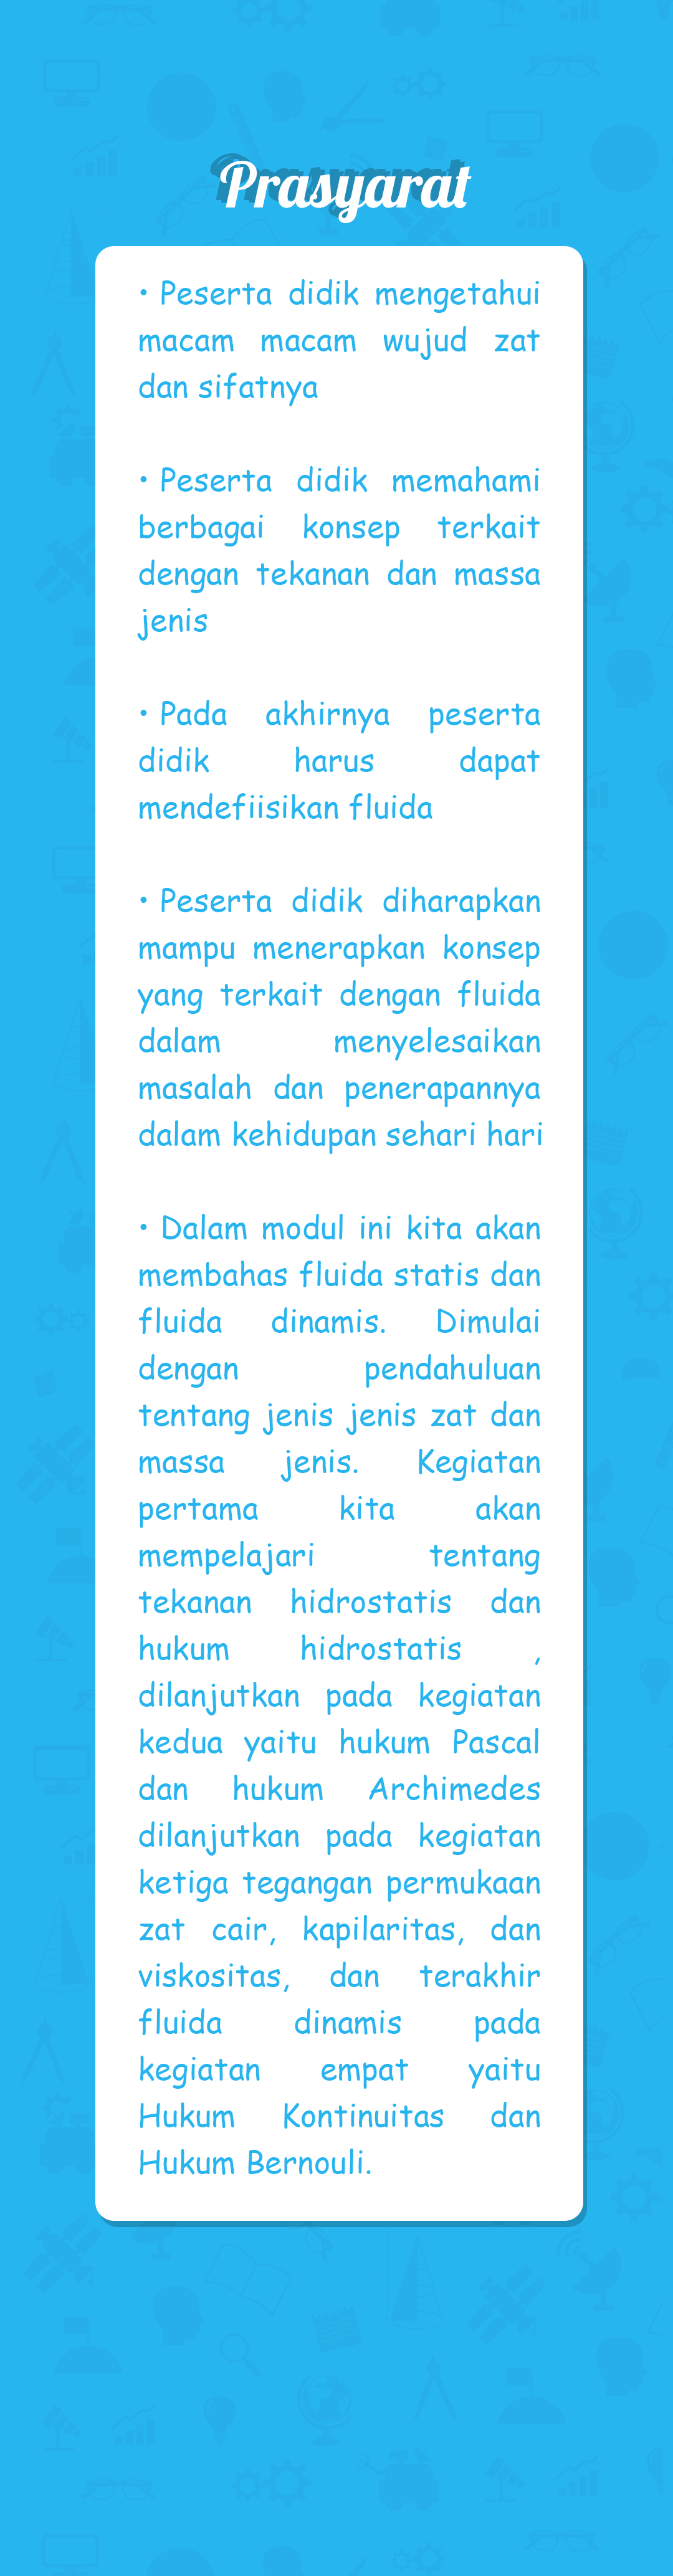 Prasyarat
• Peserta didik mengetahui
macam macam wujud zat
dan sifatnya
• Peserta didik memahami
berbagai konsep terkait
dengan tekanan dan massa
jenis
• Pada akhirnya peserta
didik harus dapat
mendefiisikan fluida
• Peserta didik diharapkan
mampu menerapkan konsep
yang terkait dengan fluida
dalam menyelesaikan
masalah dan penerapannya
dalam kehidupan sehari hari
• Dalam modul ini kita akan
membahas fluida statis dan
fluida dinamis. Dimulai
dengan pendahuluan
tentang jenis jenis zat dan
massa jenis. Kegiatan
pertama kita akan
mempelajari tentang
tekanan hidrostatis dan
hukum hidrostatis ,
dilanjutkan pada kegiatan
kedua yaitu hukum Pascal
dan hukum Archimedes
dilanjutkan pada kegiatan
ketiga tegangan permukaan
zat cair, kapilaritas, dan
viskositas, dan terakhir
fluida dinamis pada
kegiatan empat yaitu
Hukum Kontinuitas dan
Hukum Bernouli.